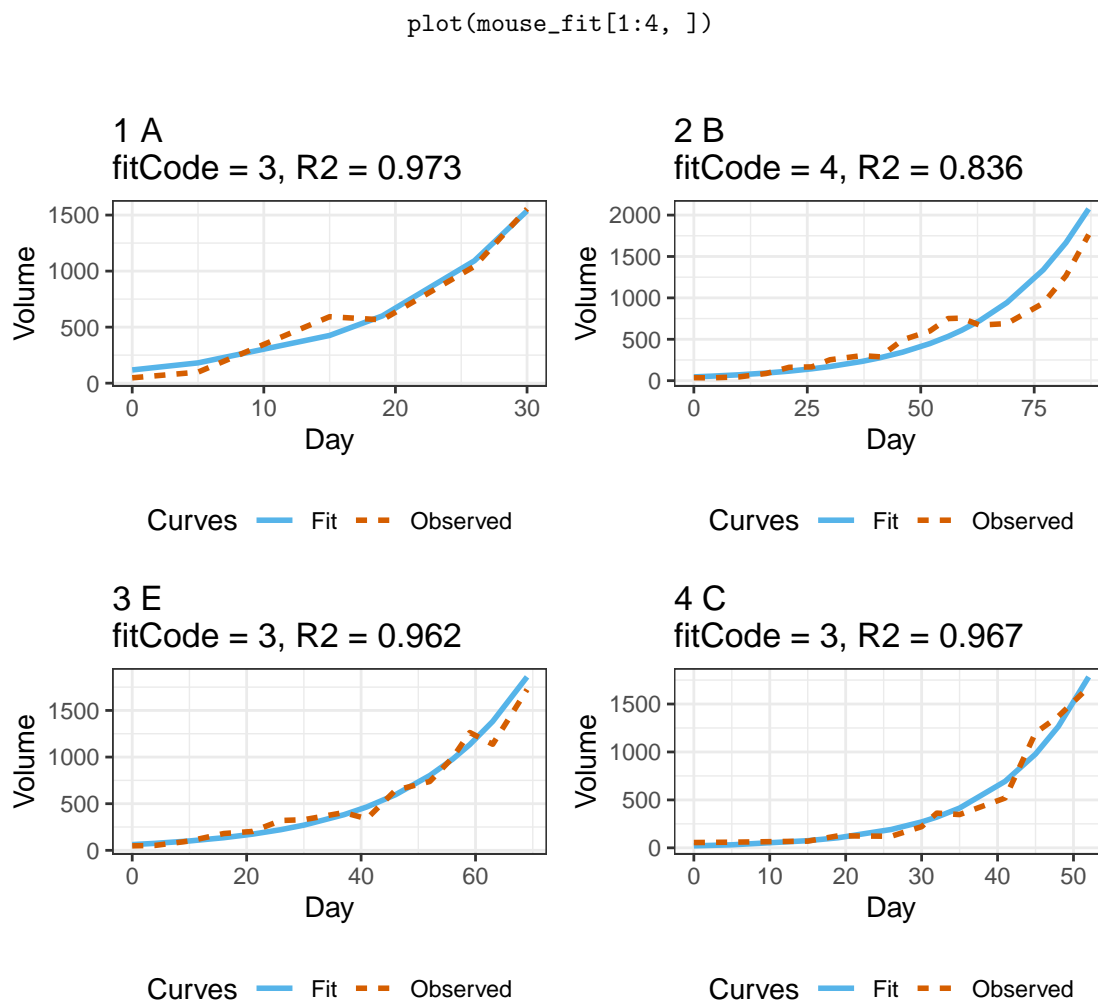 plot(mouse_fit[1:4, ])
1 A
fitCode = 3, R2 = 0.973
1500
1000
500
0
Volume
0 10 20 30
Day
Curves Fit Observed
2 B
fitCode = 4, R2 = 0.836
2000
1500
1000
500
0
Volume
0 25 50 75
Day
Curves Fit Observed
3 E
fitCode = 3, R2 = 0.962
1500
1000
500
0
Volume
0 20 40 60
Day
Curves Fit Observed
4 C
fitCode = 3, R2 = 0.967
1500
1000
500
0
Volume
0 10 20 30 40 50
Day
Curves Fit Observed